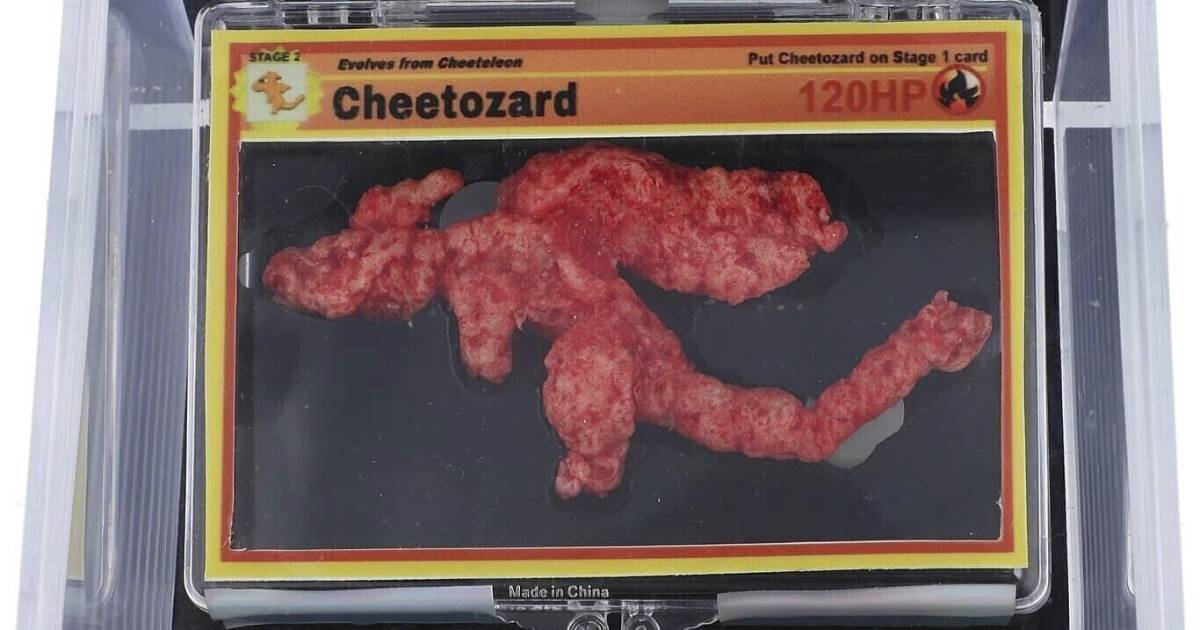 STAGE 2
Evolves from Cheeteleon
Put Cheetozard on Stage 1 card
Cheetozard
120HP
Made in China